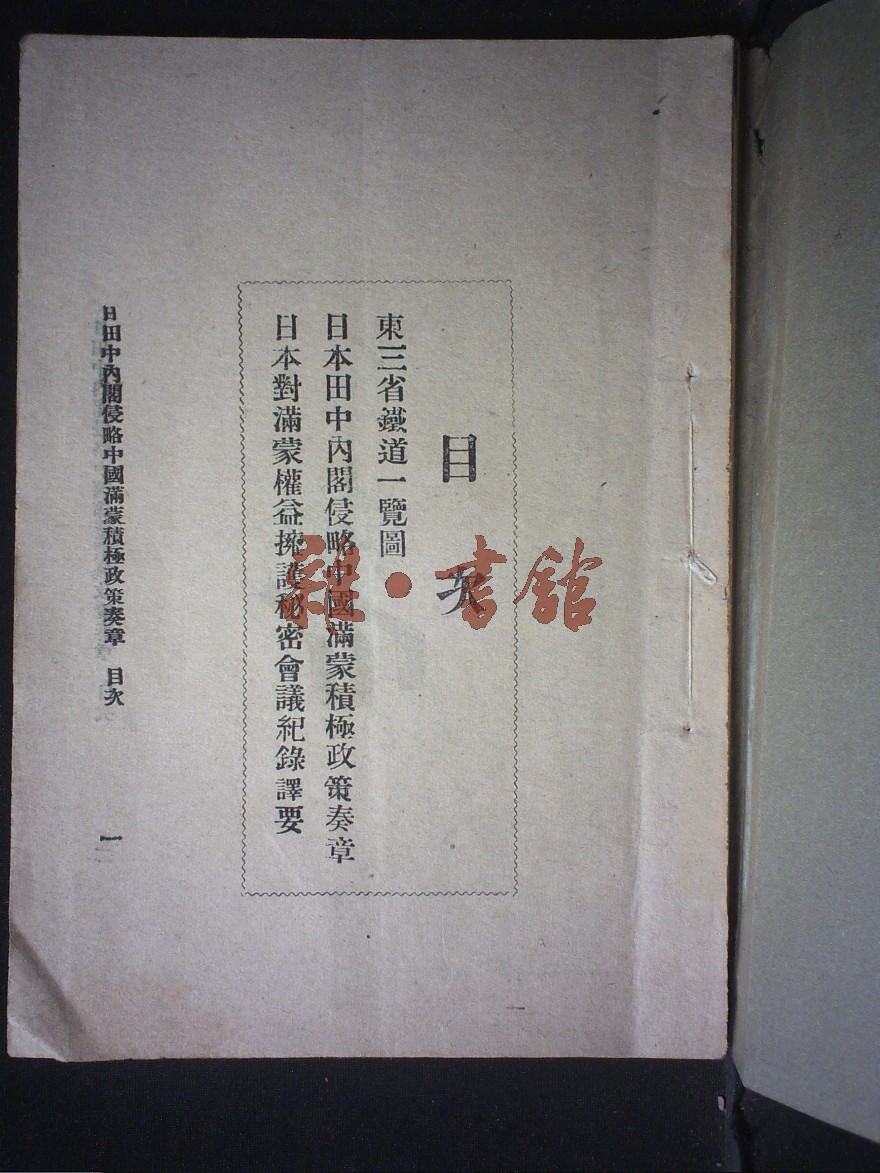 目次
東三省鐵道一覽圖
日本田中內閣侵略中國滿蒙積極政策奏章
日本對滿蒙權益擁護秘密會議紀錄譯要
日田中內閣侵略中國滿蒙積極政策奏章 目次 一
雜·書舘